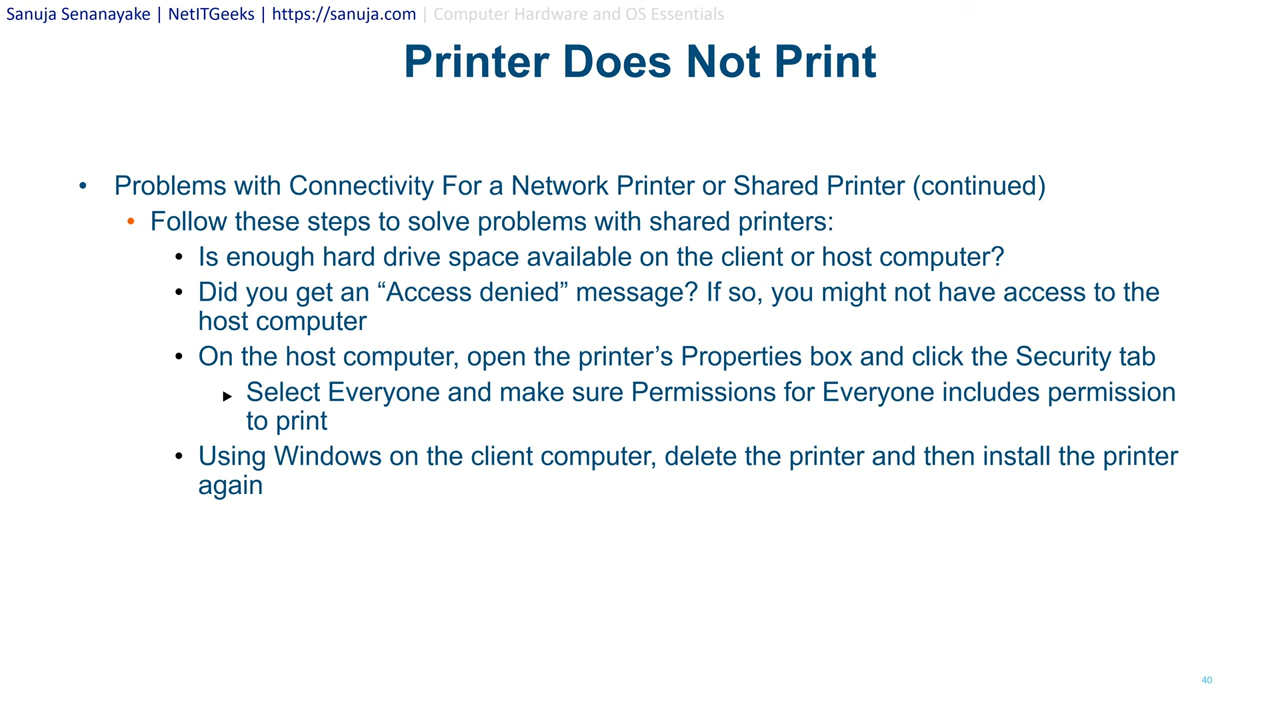 Sanuja Senanayake | NetITGeeks | https://sanuja.com | Computer Hardware and OS Essentials
Printer Does Not Print
• Problems with Connectivity For a Network Printer or Shared Printer (continued)
• Follow these steps to solve problems with shared printers:
• Is enough hard drive space available on the client or host computer?
• Did you get an “Access denied” message? If so, you might not have access to the
host computer
• On the host computer, open the printer’s Properties box and click the Security tab
▶ Select Everyone and make sure Permissions for Everyone includes permission
to print
• Using Windows on the client computer, delete the printer and then install the printer
again
40